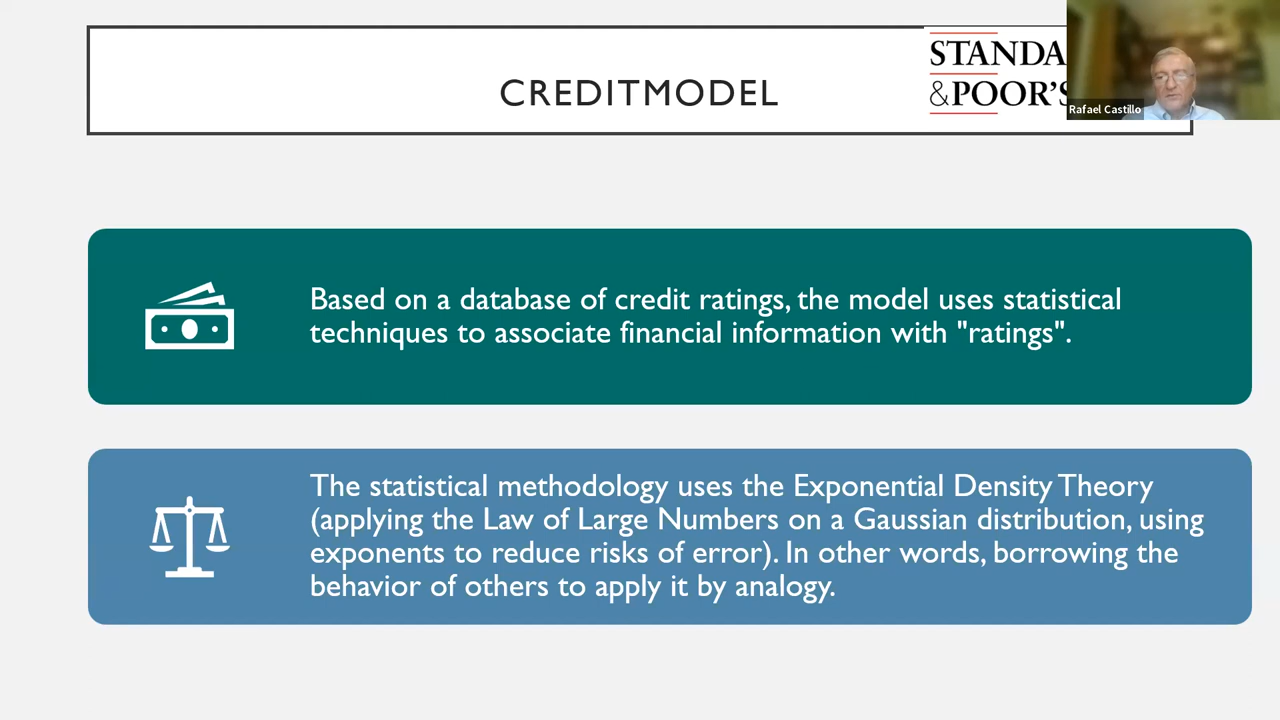 CREDITMODEL
STANDA
&POOR'S
Rafael Castillo
Based on a database of credit ratings, the model uses statistical
techniques to associate financial information with "ratings".
The statistical methodology uses the Exponential Density Theory
(applying the Law of Large Numbers on a Gaussian distribution, using
exponents to reduce risks of error). In other words, borrowing the
behavior of others to apply it by analogy.